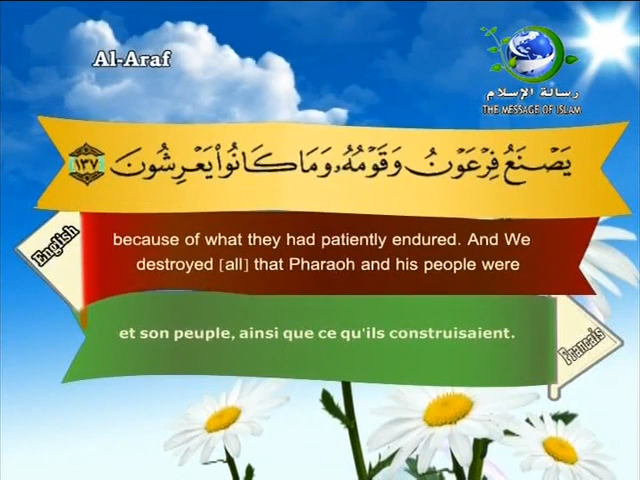 Al-Araf
رسالة الإسلام
THE MESSAGE OF ISLAM
يَصْنَعُ فِرْعَوْنُ وَقَوْمُهُۥ وَمَا كَانُوا۟ يَعْرِشُونَ ١٣٧
English
because of what they had patiently endured. And We
destroyed [all] that Pharaoh and his people were
et son peuple, ainsi que ce qu'ils construisaient.
Francais